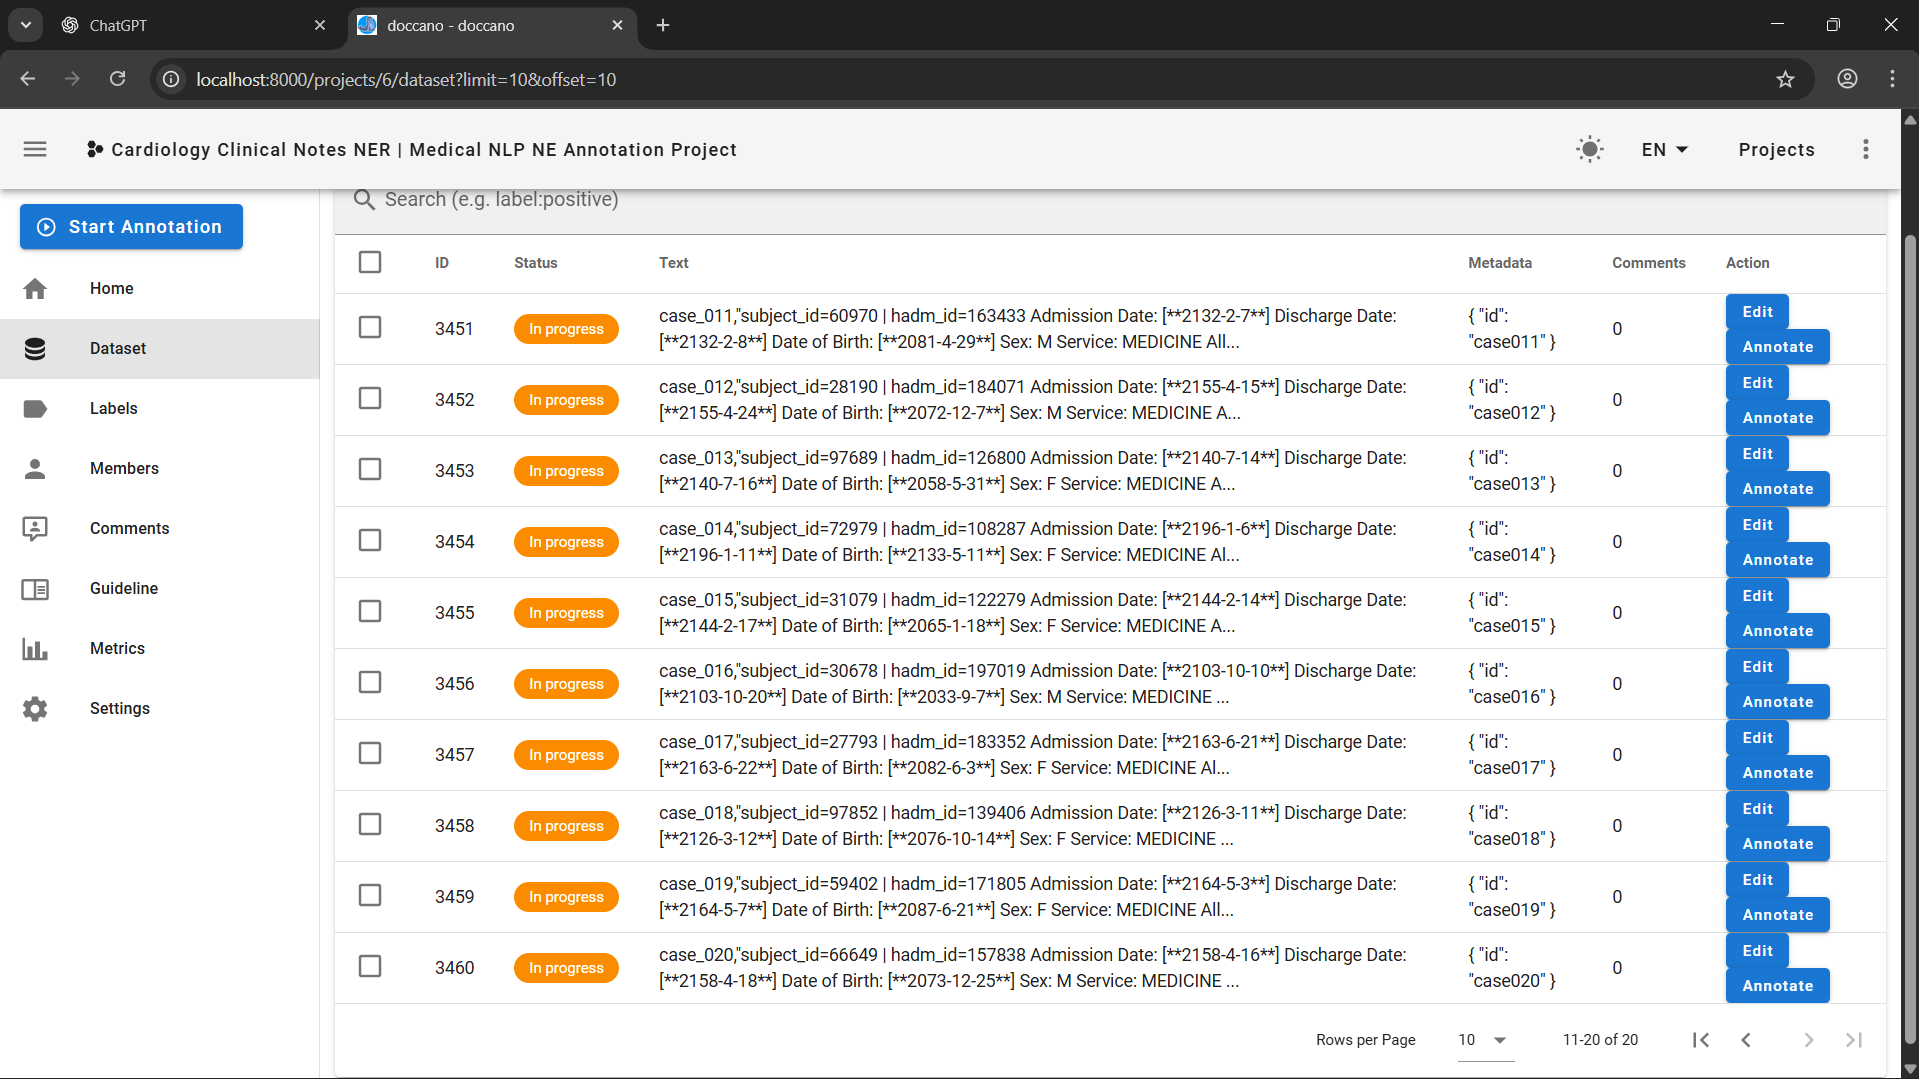 ChatGPT
doccano - doccano
localhost:8000/projects/6/dataset?limit=10&offset=10
Cardiology Clinical Notes NER | Medical NLP NE Annotation Project
EN
Projects
Start Annotation
Home
Dataset
Labels
Members
Comments
Guideline
Metrics
Settings
Search (e.g. label:positive)
ID Status Text Metadata Comments Action
3451 In progress case_011,"subject_id=60970 | hadm_id=163433 Admission Date: [**2132-2-7**] Discharge Date:
[**2132-2-8**] Date of Birth: [**2081-4-29**] Sex: M Service: MEDICINE All...
{ "id":
"case011" }
0
Edit
Annotate
3452 In progress case_012,"subject_id=28190 | hadm_id=184071 Admission Date: [**2155-4-15**] Discharge Date:
[**2155-4-24**] Date of Birth: [**2072-12-7**] Sex: M Service: MEDICINE A...
{ "id":
"case012" }
0
Edit
Annotate
3453 In progress case_013,"subject_id=97689 | hadm_id=126800 Admission Date: [**2140-7-14**] Discharge Date:
[**2140-7-16**] Date of Birth: [**2058-5-31**] Sex: F Service: MEDICINE A...
{ "id":
"case013" }
0
Edit
Annotate
3454 In progress case_014,"subject_id=72979 | hadm_id=108287 Admission Date: [**2196-1-6**] Discharge Date:
[**2196-1-11**] Date of Birth: [**2133-5-11**] Sex: F Service: MEDICINE Al...
{ "id":
"case014" }
0
Edit
Annotate
3455 In progress case_015,"subject_id=31079 | hadm_id=122279 Admission Date: [**2144-2-14**] Discharge Date:
[**2144-2-17**] Date of Birth: [**2065-1-18**] Sex: F Service: MEDICINE A...
{ "id":
"case015" }
0
Edit
Annotate
3456 In progress case_016,"subject_id=30678 | hadm_id=197019 Admission Date: [**2103-10-10**] Discharge Date:
[**2103-10-20**] Date of Birth: [**2033-9-7**] Sex: M Service: MEDICINE ...
{ "id":
"case016" }
0
Edit
Annotate
3457 In progress case_017,"subject_id=27793 | hadm_id=183352 Admission Date: [**2163-6-21**] Discharge Date:
[**2163-6-22**] Date of Birth: [**2082-6-3**] Sex: F Service: MEDICINE Al...
{ "id":
"case017" }
0
Edit
Annotate
3458 In progress case_018,"subject_id=97852 | hadm_id=139406 Admission Date: [**2126-3-11**] Discharge Date:
[**2126-3-12**] Date of Birth: [**2076-10-14**] Sex: F Service: MEDICINE ...
{ "id":
"case018" }
0
Edit
Annotate
3459 In progress case_019,"subject_id=59402 | hadm_id=171805 Admission Date: [**2164-5-3**] Discharge Date:
[**2164-5-7**] Date of Birth: [**2087-6-21**] Sex: F Service: MEDICINE All...
{ "id":
"case019" }
0
Edit
Annotate
3460 In progress case_020,"subject_id=66649 | hadm_id=157838 Admission Date: [**2158-4-16**] Discharge Date:
[**2158-4-18**] Date of Birth: [**2073-12-25**] Sex: M Service: MEDICINE ...
{ "id":
"case020" }
0
Edit
Annotate
Rows per Page 10 11-20 of 20